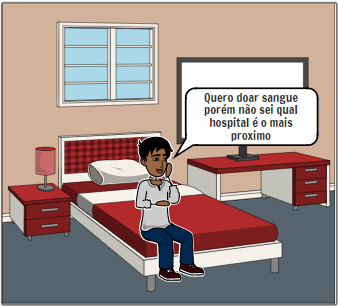 Quero doar sangue
porém não sei qual
hospital é o mais
proximo